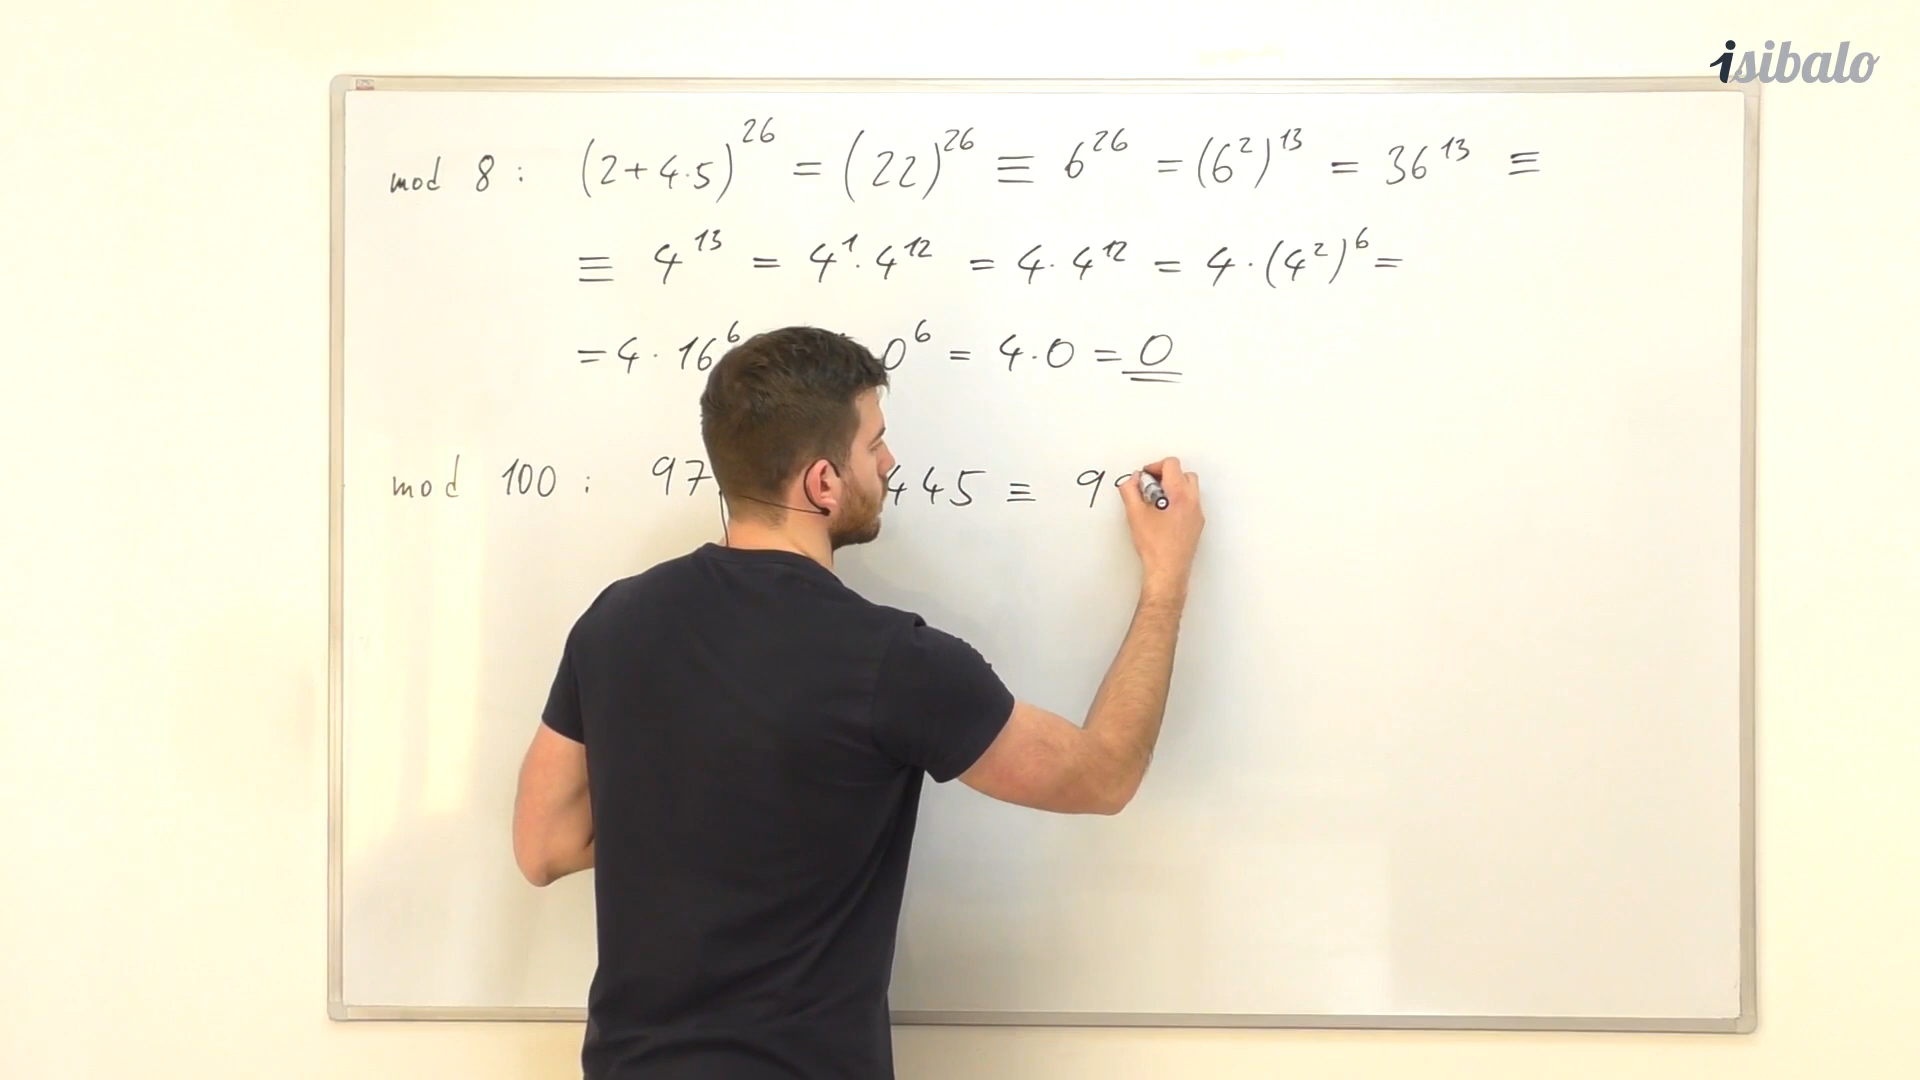 isibalo
mod 8 : (2+4·5)^26 = (22)^26 ≡ 6^26 = (6^2)^13 = 36^13 ≡
≡ 4^13 = 4^1·4^12 = 4·4^12 = 4·(4^2)^6 =
= 4·16^6 0^6 = 4·0 = 0
mod 100 : 97 445 ≡ 9